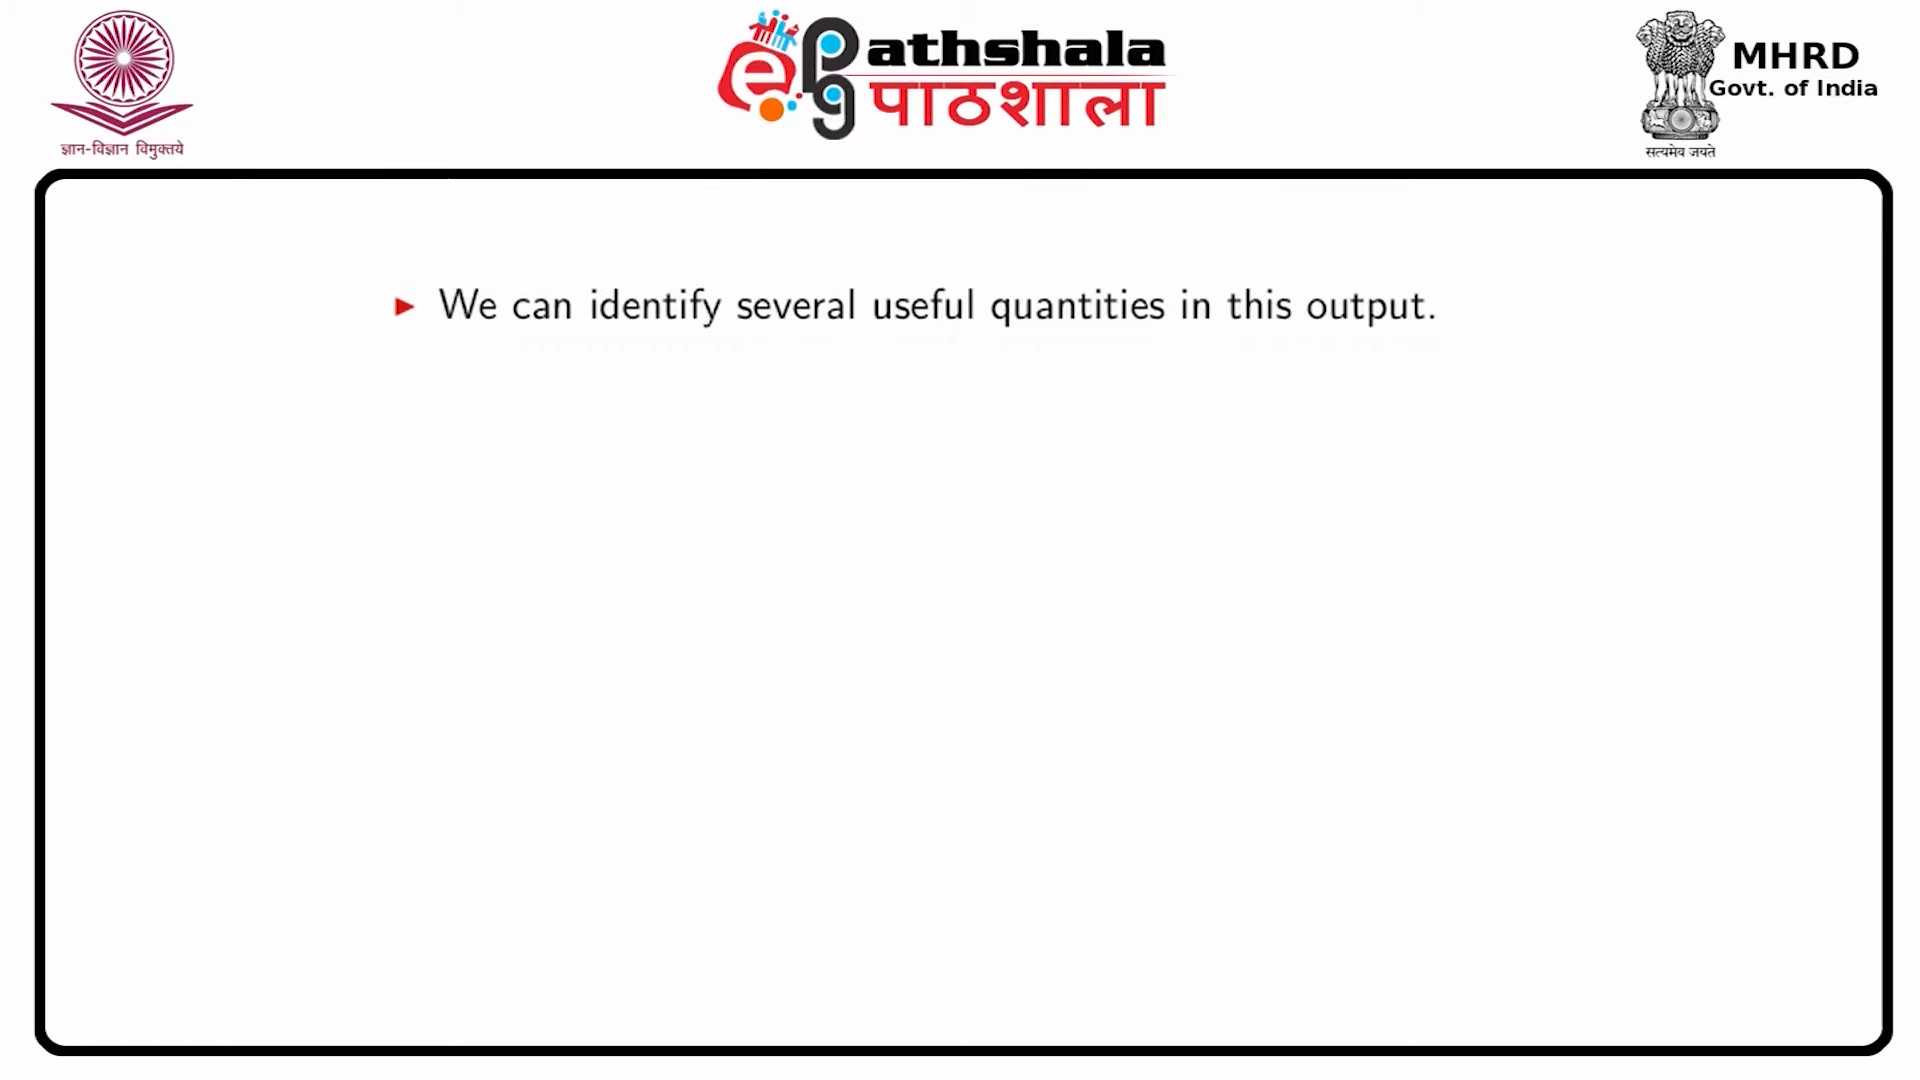 ज्ञान-विज्ञान विमुक्तये
e PG athshala
पाठशाला
MHRD
Govt. of India
सत्यमेव जयते
▶ We can identify several useful quantities in this output.